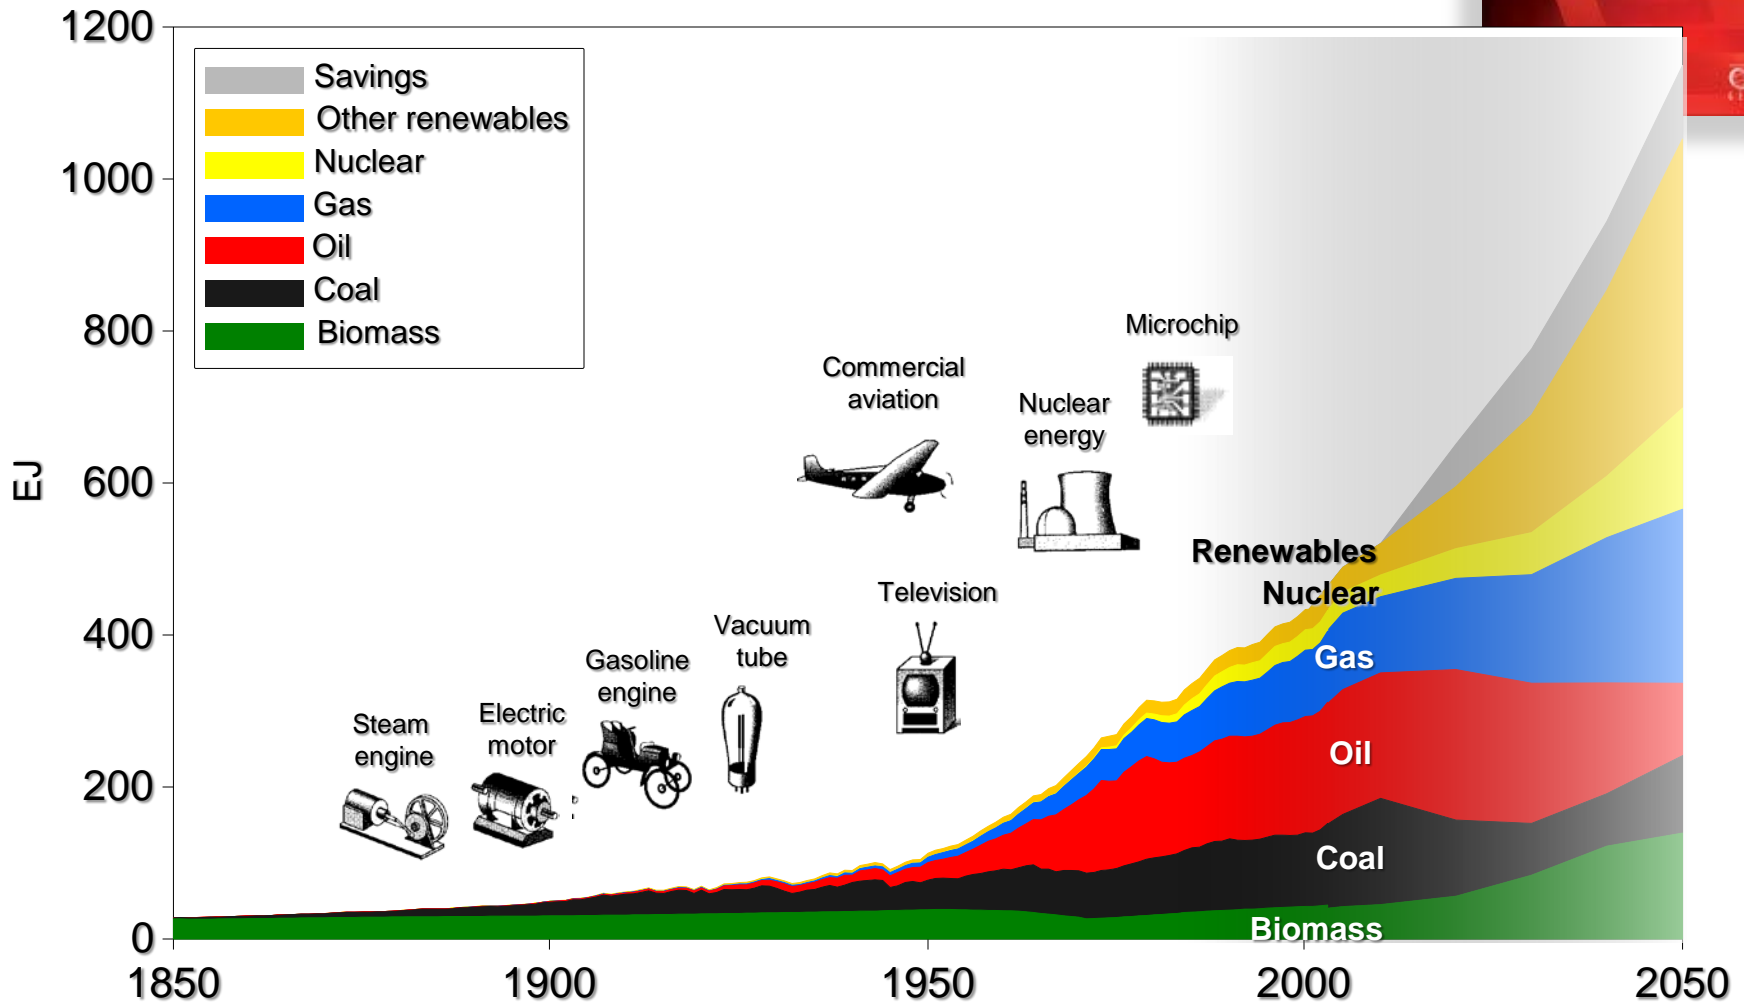 1200
1000
800
600
400
200
0
EJ
1850
1900
1950
2000
2050
Savings
Other renewables
Nuclear
Gas
Oil
Coal
Biomass
Steam
engine
Electric
motor
Gasoline
engine
Vacuum
tube
Television
Commercial
aviation
Nuclear
energy
Microchip
Renewables
Nuclear
Gas
Oil
Coal
Biomass